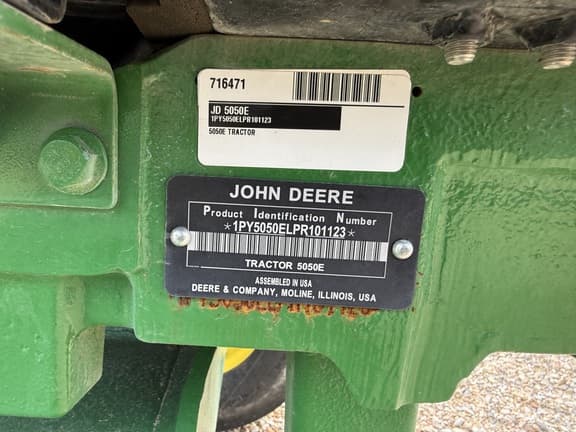 716471
JD 5050E
1PY5050ELPR101123
5050E TRACTOR
JOHN DEERE
Product Identification Number
*1PY5050ELPR101123*
TRACTOR 5050E
ASSEMBLED IN USA
DEERE & COMPANY, MOLINE, ILLINOIS, USA